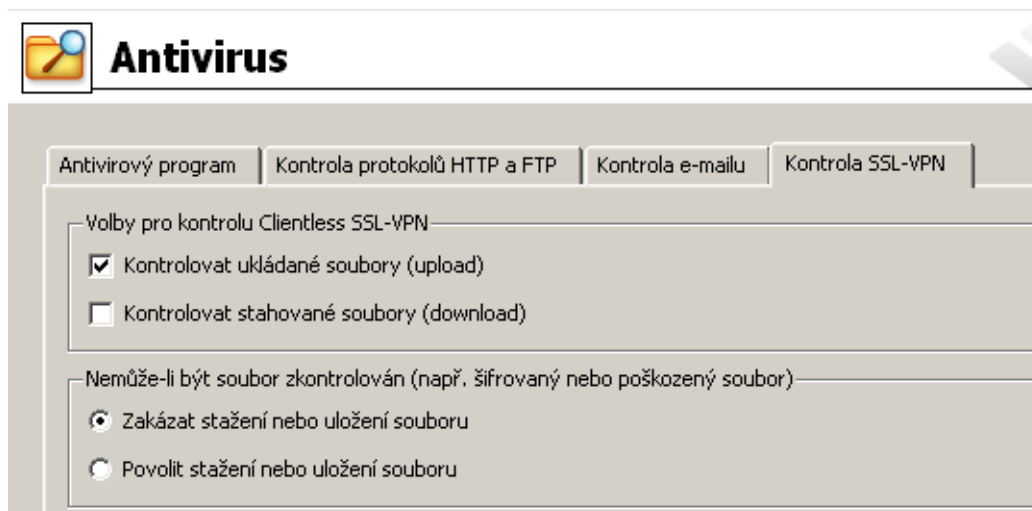 Antivirus
Antivirový program Kontrola protokolů HTTP a FTP Kontrola e-mailu Kontrola SSL-VPN
Volby pro kontrolu Clientless SSL-VPN
Kontrolovat ukládané soubory (upload)
Kontrolovat stahované soubory (download)
Nemůže-li být soubor zkontrolován (např. šifrovaný nebo poškozený soubor)
Zakázat stažení nebo uložení souboru
Povolit stažení nebo uložení souboru